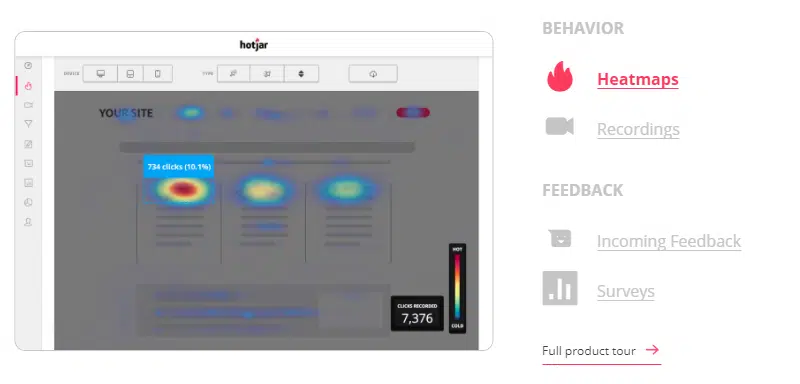 hotjar
DEVICE
TYPE
YOUR SITE
734 clicks (10.1%)
HOT
COLD
CLICKS RECORDED
7,376
BEHAVIOR
Heatmaps
Recordings
FEEDBACK
Incoming Feedback
Surveys
Full product tour